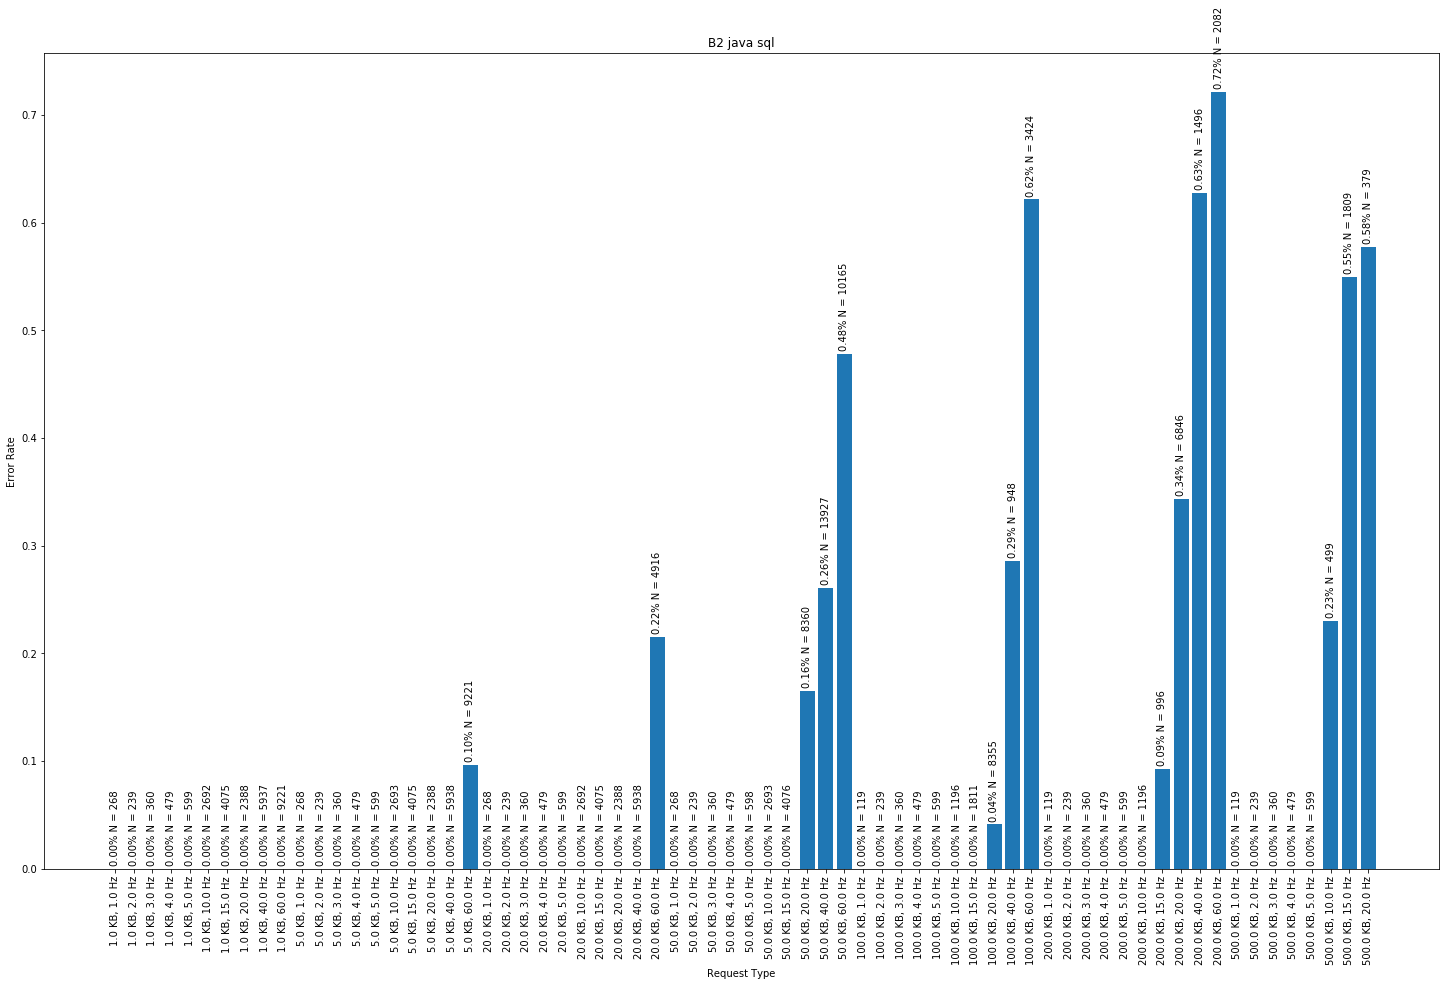 B2 java sql
Error Rate
0.7
0.6
0.5
0.4
0.3
0.2
0.1
0.0
0.00% N = 268
0.00% N = 239
0.00% N = 360
0.00% N = 479
0.00% N = 599
0.00% N = 2692
0.00% N = 4075
0.00% N = 2388
0.00% N = 5937
0.00% N = 9221
0.00% N = 268
0.00% N = 239
0.00% N = 360
0.00% N = 479
0.00% N = 599
0.00% N = 2693
0.00% N = 4075
0.00% N = 2388
0.00% N = 5938
0.10% N = 9221
0.00% N = 268
0.00% N = 239
0.00% N = 360
0.00% N = 479
0.00% N = 599
0.00% N = 2692
0.00% N = 4075
0.00% N = 2388
0.00% N = 5938
0.22% N = 4916
0.00% N = 268
0.00% N = 239
0.00% N = 360
0.00% N = 479
0.00% N = 598
0.00% N = 2693
0.00% N = 4076
0.16% N = 8360
0.26% N = 13927
0.48% N = 10165
0.00% N = 119
0.00% N = 239
0.00% N = 360
0.00% N = 479
0.00% N = 599
0.00% N = 1196
0.00% N = 1811
0.04% N = 8355
0.29% N = 948
0.62% N = 3424
0.00% N = 119
0.00% N = 239
0.00% N = 360
0.00% N = 479
0.00% N = 599
0.00% N = 1196
0.09% N = 996
0.34% N = 6846
0.63% N = 1496
0.72% N = 2082
0.00% N = 119
0.00% N = 239
0.00% N = 360
0.00% N = 479
0.00% N = 599
0.23% N = 499
0.55% N = 1809
0.58% N = 379
1.0 KB, 1.0 Hz
1.0 KB, 2.0 Hz
1.0 KB, 3.0 Hz
1.0 KB, 4.0 Hz
1.0 KB, 5.0 Hz
1.0 KB, 10.0 Hz
1.0 KB, 15.0 Hz
1.0 KB, 20.0 Hz
1.0 KB, 40.0 Hz
1.0 KB, 60.0 Hz
5.0 KB, 1.0 Hz
5.0 KB, 2.0 Hz
5.0 KB, 3.0 Hz
5.0 KB, 4.0 Hz
5.0 KB, 5.0 Hz
5.0 KB, 10.0 Hz
5.0 KB, 15.0 Hz
5.0 KB, 20.0 Hz
5.0 KB, 40.0 Hz
5.0 KB, 60.0 Hz
20.0 KB, 1.0 Hz
20.0 KB, 2.0 Hz
20.0 KB, 3.0 Hz
20.0 KB, 4.0 Hz
20.0 KB, 5.0 Hz
20.0 KB, 10.0 Hz
20.0 KB, 15.0 Hz
20.0 KB, 20.0 Hz
20.0 KB, 40.0 Hz
20.0 KB, 60.0 Hz
50.0 KB, 1.0 Hz
50.0 KB, 2.0 Hz
50.0 KB, 3.0 Hz
50.0 KB, 4.0 Hz
50.0 KB, 5.0 Hz
50.0 KB, 10.0 Hz
50.0 KB, 15.0 Hz
50.0 KB, 20.0 Hz
50.0 KB, 40.0 Hz
50.0 KB, 60.0 Hz
100.0 KB, 1.0 Hz
100.0 KB, 2.0 Hz
100.0 KB, 3.0 Hz
100.0 KB, 4.0 Hz
100.0 KB, 5.0 Hz
100.0 KB, 10.0 Hz
100.0 KB, 15.0 Hz
100.0 KB, 20.0 Hz
100.0 KB, 40.0 Hz
100.0 KB, 60.0 Hz
200.0 KB, 1.0 Hz
200.0 KB, 2.0 Hz
200.0 KB, 3.0 Hz
200.0 KB, 4.0 Hz
200.0 KB, 5.0 Hz
200.0 KB, 10.0 Hz
200.0 KB, 15.0 Hz
200.0 KB, 20.0 Hz
200.0 KB, 40.0 Hz
200.0 KB, 60.0 Hz
500.0 KB, 1.0 Hz
500.0 KB, 2.0 Hz
500.0 KB, 3.0 Hz
500.0 KB, 4.0 Hz
500.0 KB, 5.0 Hz
500.0 KB, 10.0 Hz
500.0 KB, 15.0 Hz
500.0 KB, 20.0 Hz
Request Type